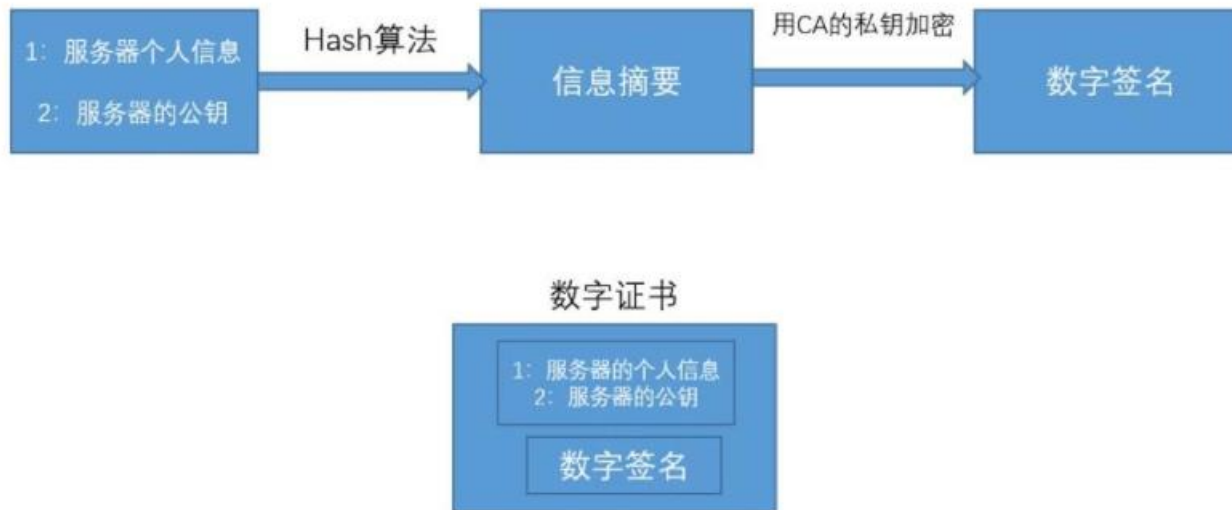 1：服务器个人信息
2：服务器的公钥
Hash算法
信息摘要
用CA的私钥加密
数字签名
数字证书
1：服务器的个人信息
2：服务器的公钥
数字签名